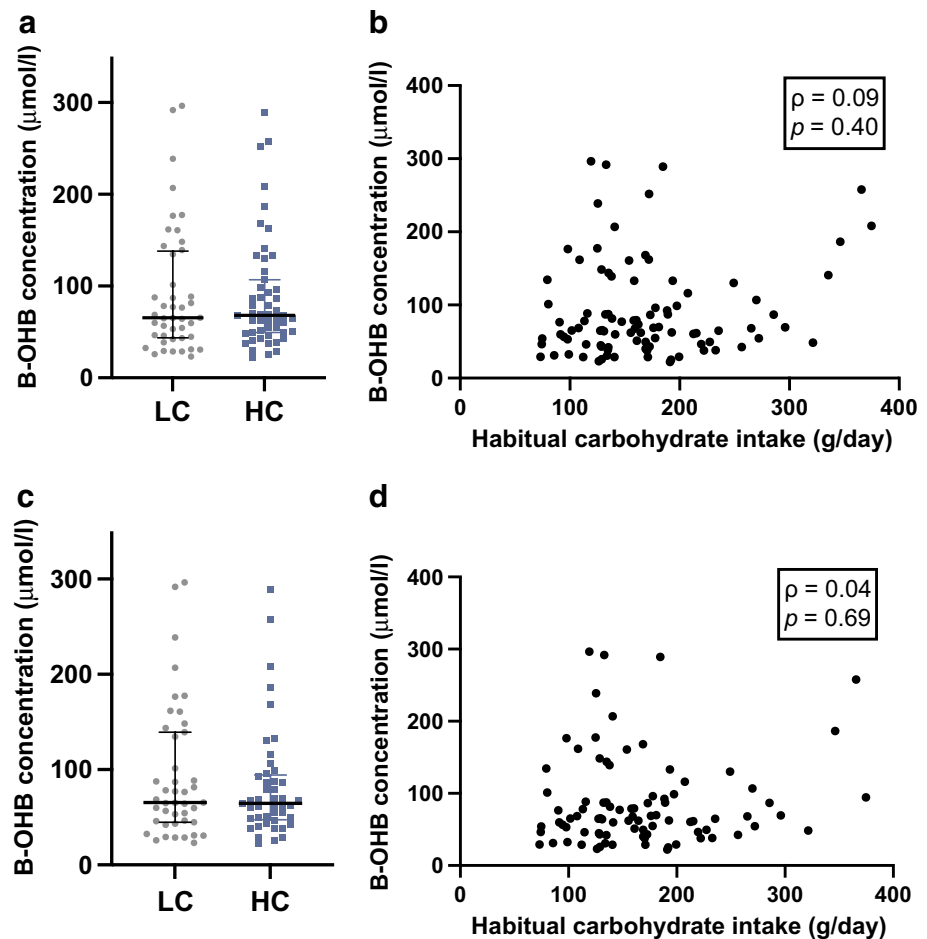 a
B-OHB concentration (μmol/l)
300
200
100
0
LC HC
b
B-OHB concentration (μmol/l)
400
300
200
100
0
ρ = 0.09
p = 0.40
0 100 200 300 400
Habitual carbohydrate intake (g/day)
c
B-OHB concentration (μmol/l)
300
200
100
0
LC HC
d
B-OHB concentration (μmol/l)
400
300
200
100
0
ρ = 0.04
p = 0.69
0 100 200 300 400
Habitual carbohydrate intake (g/day)